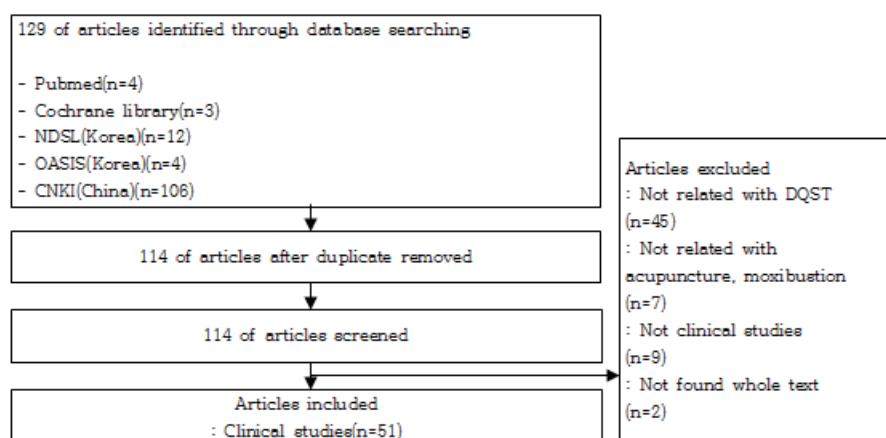 129 of articles identified through database searching
- Pubmed(n=4)
- Cochrane library(n=3)
- NDSL(Korea)(n=12)
- OASIS(Korea)(n=4)
- CNKI(China)(n=106)
114 of articles after duplicate removed
114 of articles screened
Articles excluded
: Not related with DQST
(n=45)
: Not related with
acupuncture, moxibustion
(n=7)
: Not clinical studies
(n=9)
: Not found whole text
(n=2)
Articles included
: Clinical studies(n=51)